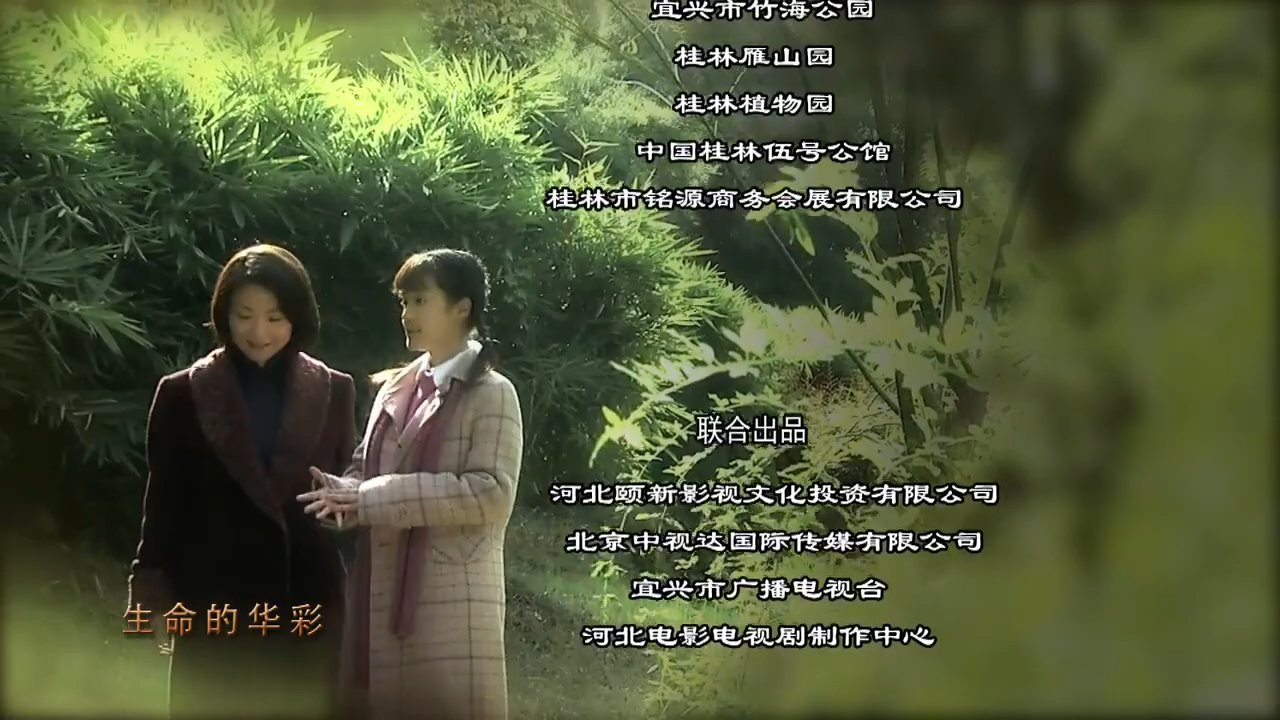 宜兴市竹海公园
桂林雁山园
桂林植物园
中国桂林伍号公馆
桂林市铭源商务会展有限公司
联合出品
河北颐新影视文化投资有限公司
北京中视达国际传媒有限公司
宜兴市广播电视台
河北电影电视剧制作中心
生命的华彩